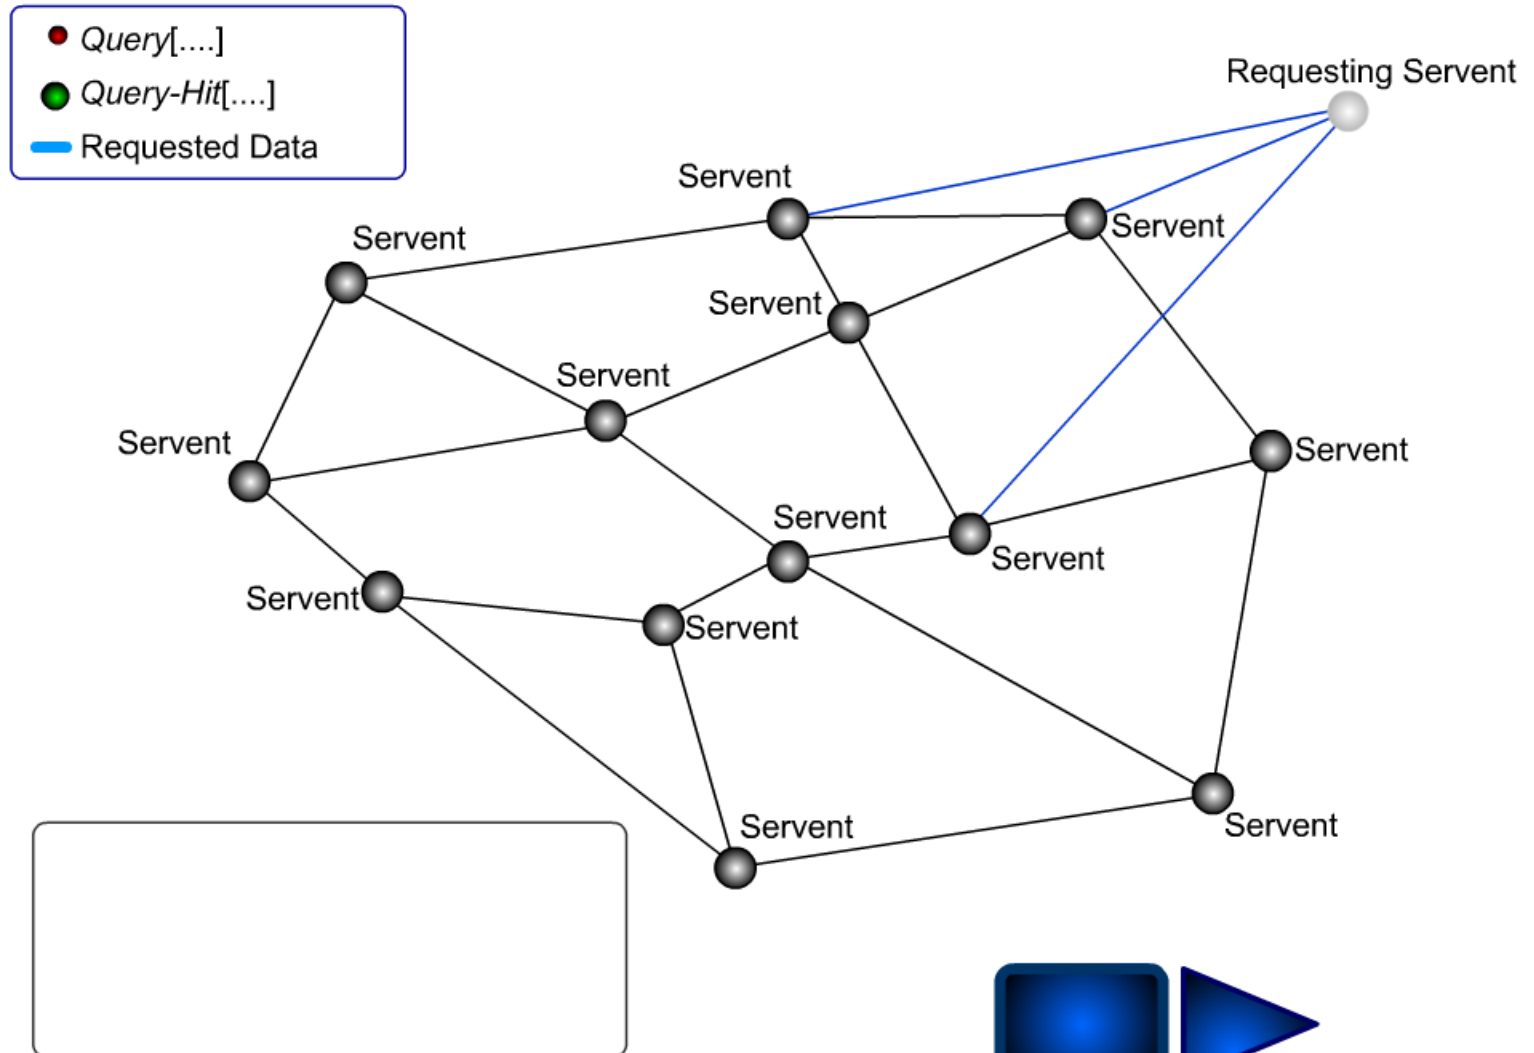 Query[....]
Query-Hit[....]
Requested Data
Requesting Servent
Servent
Servent
Servent
Servent
Servent
Servent
Servent
Servent
Servent
Servent
Servent
Servent
Servent